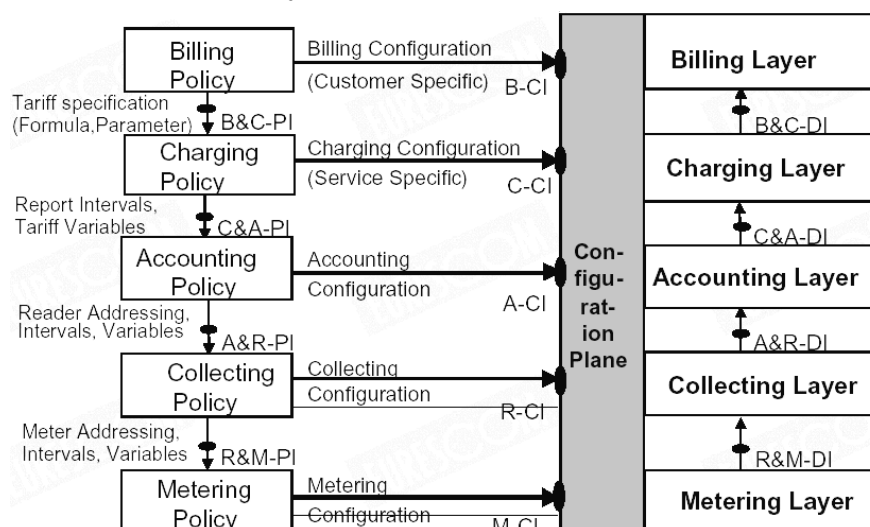 Billing
Policy
Billing Configuration
(Customer Specific)
B-CI
Billing Layer
Tariff specification
(Formula,Parameter)
B&C-PI
B&C-DI
Charging
Policy
Charging Configuration
(Service Specific)
C-CI
Charging Layer
Report Intervals,
Tariff Variables
C&A-PI
C&A-DI
Accounting
Policy
Accounting
Configuration
A-CI
Con-
figu-
rat-
ion
Plane
Accounting Layer
Reader Addressing,
Intervals, Variables
A&R-PI
A&R-DI
Collecting
Policy
Collecting
Configuration
R-CI
Collecting Layer
Meter Addressing,
Intervals, Variables
R&M-PI
R&M-DI
Metering
Policy
Metering
Configuration
M-CI
Metering Layer
EURESCOM